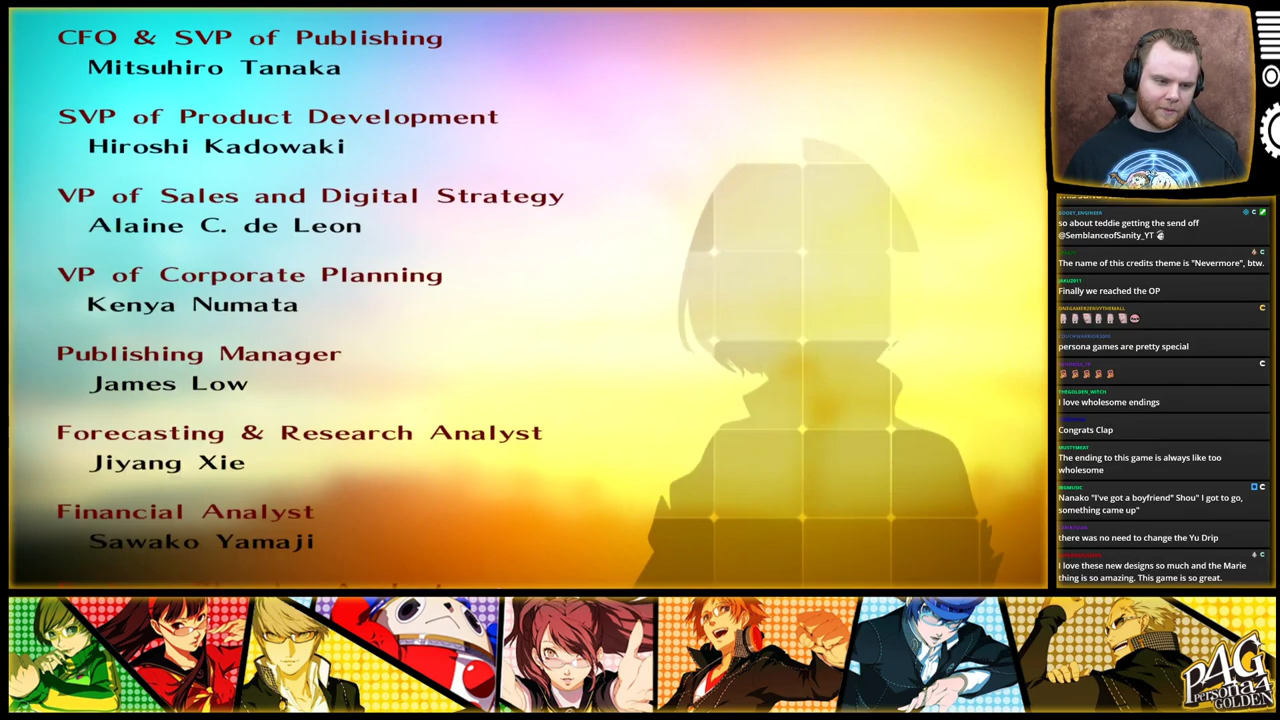 CFO & SVP of Publishing
Mitsuhiro Tanaka
SVP of Product Development
Hiroshi Kadowaki
VP of Sales and Digital Strategy
Alaine C. de Leon
VP of Corporate Planning
Kenya Numata
Publishing Manager
James Low
Forecasting & Research Analyst
Jiyang Xie
Financial Analyst
Sawako Yamaji
GOOEY_ENGINEER
so about teddie getting the send off
@SemblanceofSanity_YT
The name of this credits theme is "Nevermore", btw.
Finally we reached the OP
persona games are pretty special
THEGOLDEN_WITCH
I love wholesome endings
Congrats Clap
MUSTYMEAT
The ending to this game is always like too
wholesome
Nanako "I've got a boyfriend" Shou" I got to go,
something came up"
there was no need to change the Yu Drip
I love these new designs so much and the Marie
thing is so amazing. This game is so great.
P4G
Persona4
GOLDEN